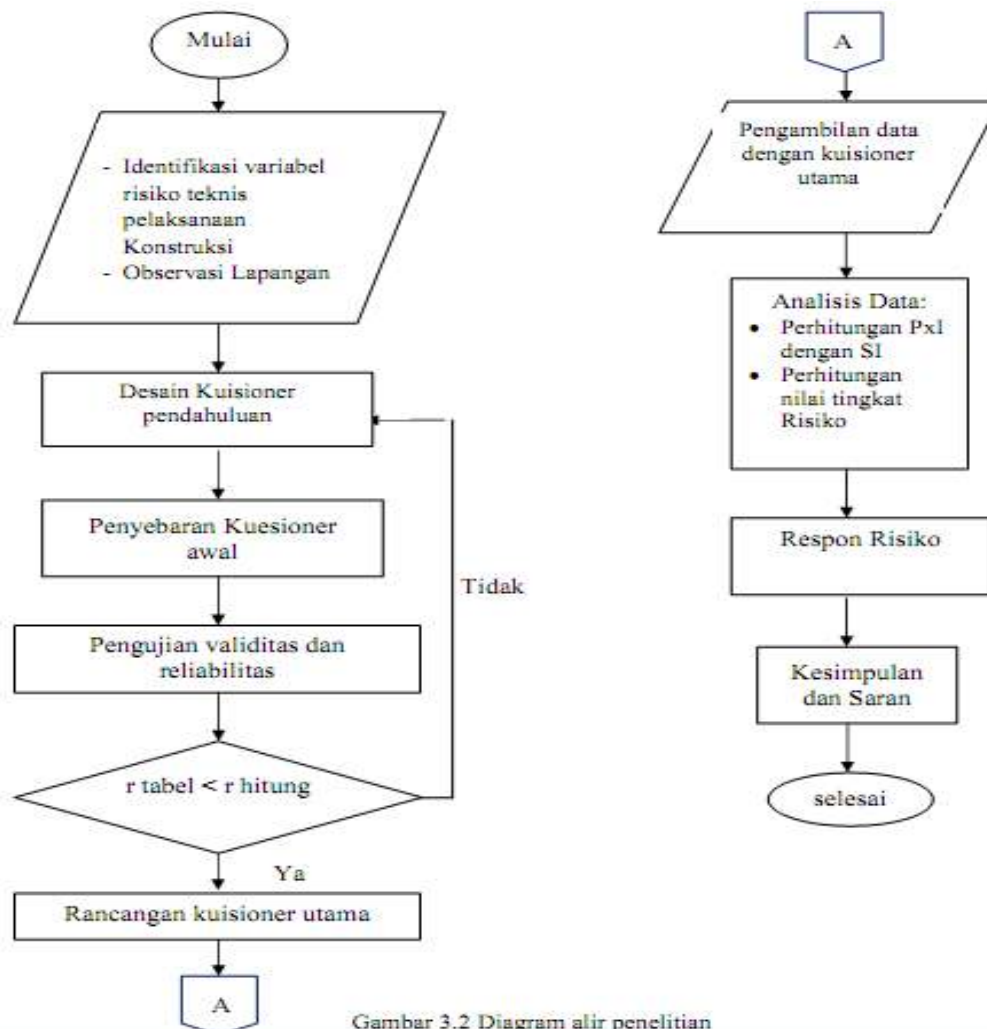 Mulai
- Identifikasi variabel
risiko teknis
pelaksanaan
Konstruksi
- Observasi Lapangan
Desain Kuisioner
pendahuluan
Penyebaran Kuesioner
awal
Tidak
Pengujian validitas dan
reliabilitas
r tabel < r hitung
Ya
Rancangan kuisioner utama
A
A
Pengambilan data
dengan kuisioner
utama
Analisis Data:
• Perhitungan PxI
dengan SI
• Perhitungan
nilai tingkat
Risiko
Respon Risiko
Kesimpulan
dan Saran
selesai
Gambar 3.2 Diagram alir penelitian